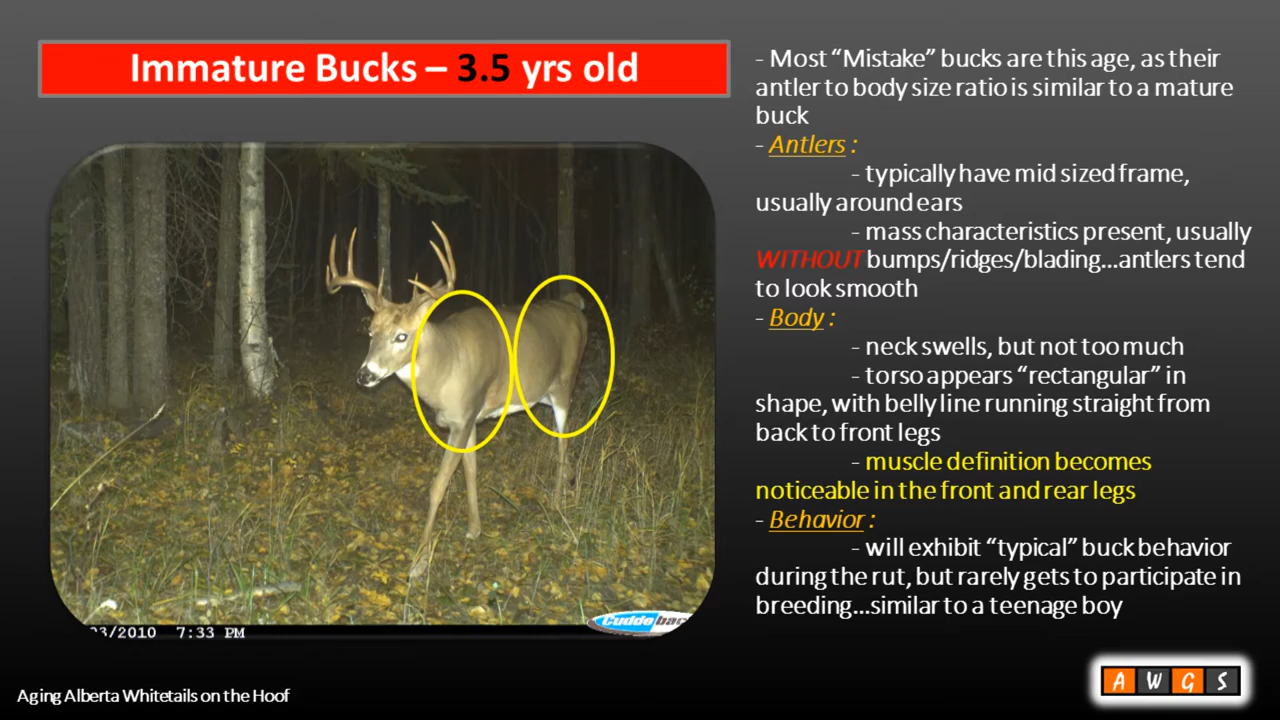 Immature Bucks – 3.5 yrs old
- Most “Mistake” bucks are this age, as their
antler to body size ratio is similar to a mature
buck
- Antlers :
- typically have mid sized frame,
usually around ears
- mass characteristics present, usually
WITHOUT bumps/ridges/blading...antlers tend
to look smooth
- Body :
- neck swells, but not too much
- torso appears “rectangular” in
shape, with belly line running straight from
back to front legs
- muscle definition becomes
noticeable in the front and rear legs
- Behavior :
- will exhibit “typical” buck behavior
during the rut, but rarely gets to participate in
breeding...similar to a teenage boy
3/2010 7:33 PM
Cuddeback
Aging Alberta Whitetails on the Hoof
A W G S